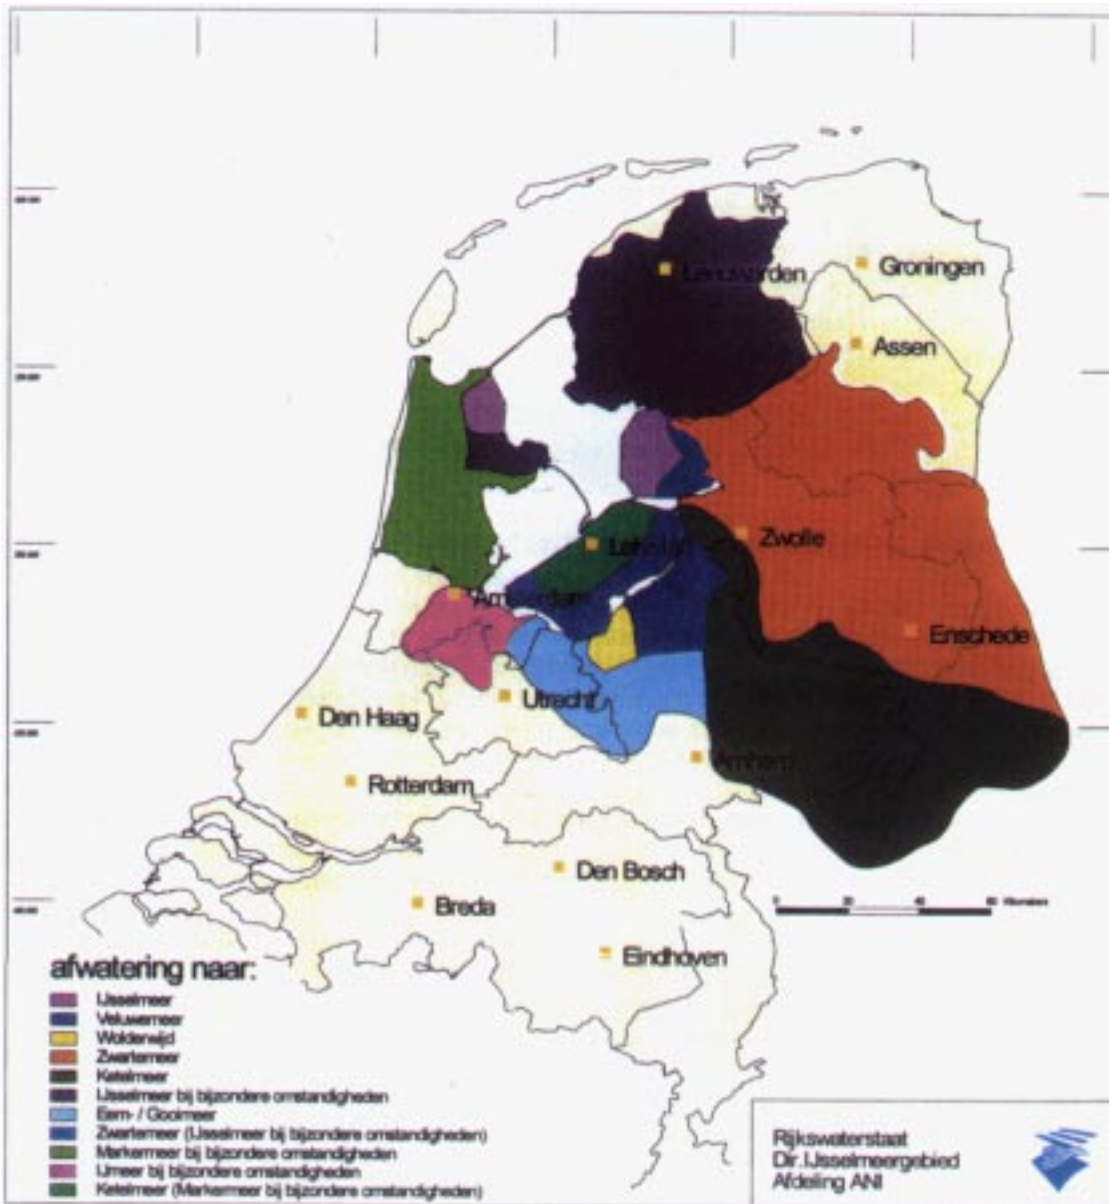 Leeuwarden
Groningen
Assen
Zwolle
Amsterdam
Enschede
Utrecht
Den Haag
Arnhem
Rotterdam
Den Bosch
Breda
Eindhoven
afwatering naar:
IJsselmeer
Veluwemeer
Wolderwijd
Zwartemeer
Ketelmeer
IJsselmeer bij bijzondere omstandigheden
Eem- / Gooimeer
Zwartemeer (IJsselmeer bij bijzondere omstandigheden)
Markermeer bij bijzondere omstandigheden
IJmeer bij bijzondere omstandigheden
Ketelmeer (Markermeer bij bijzondere omstandigheden)
Rijkswaterstaat
Dir.IJsselmeergebied
Afdeling ANI